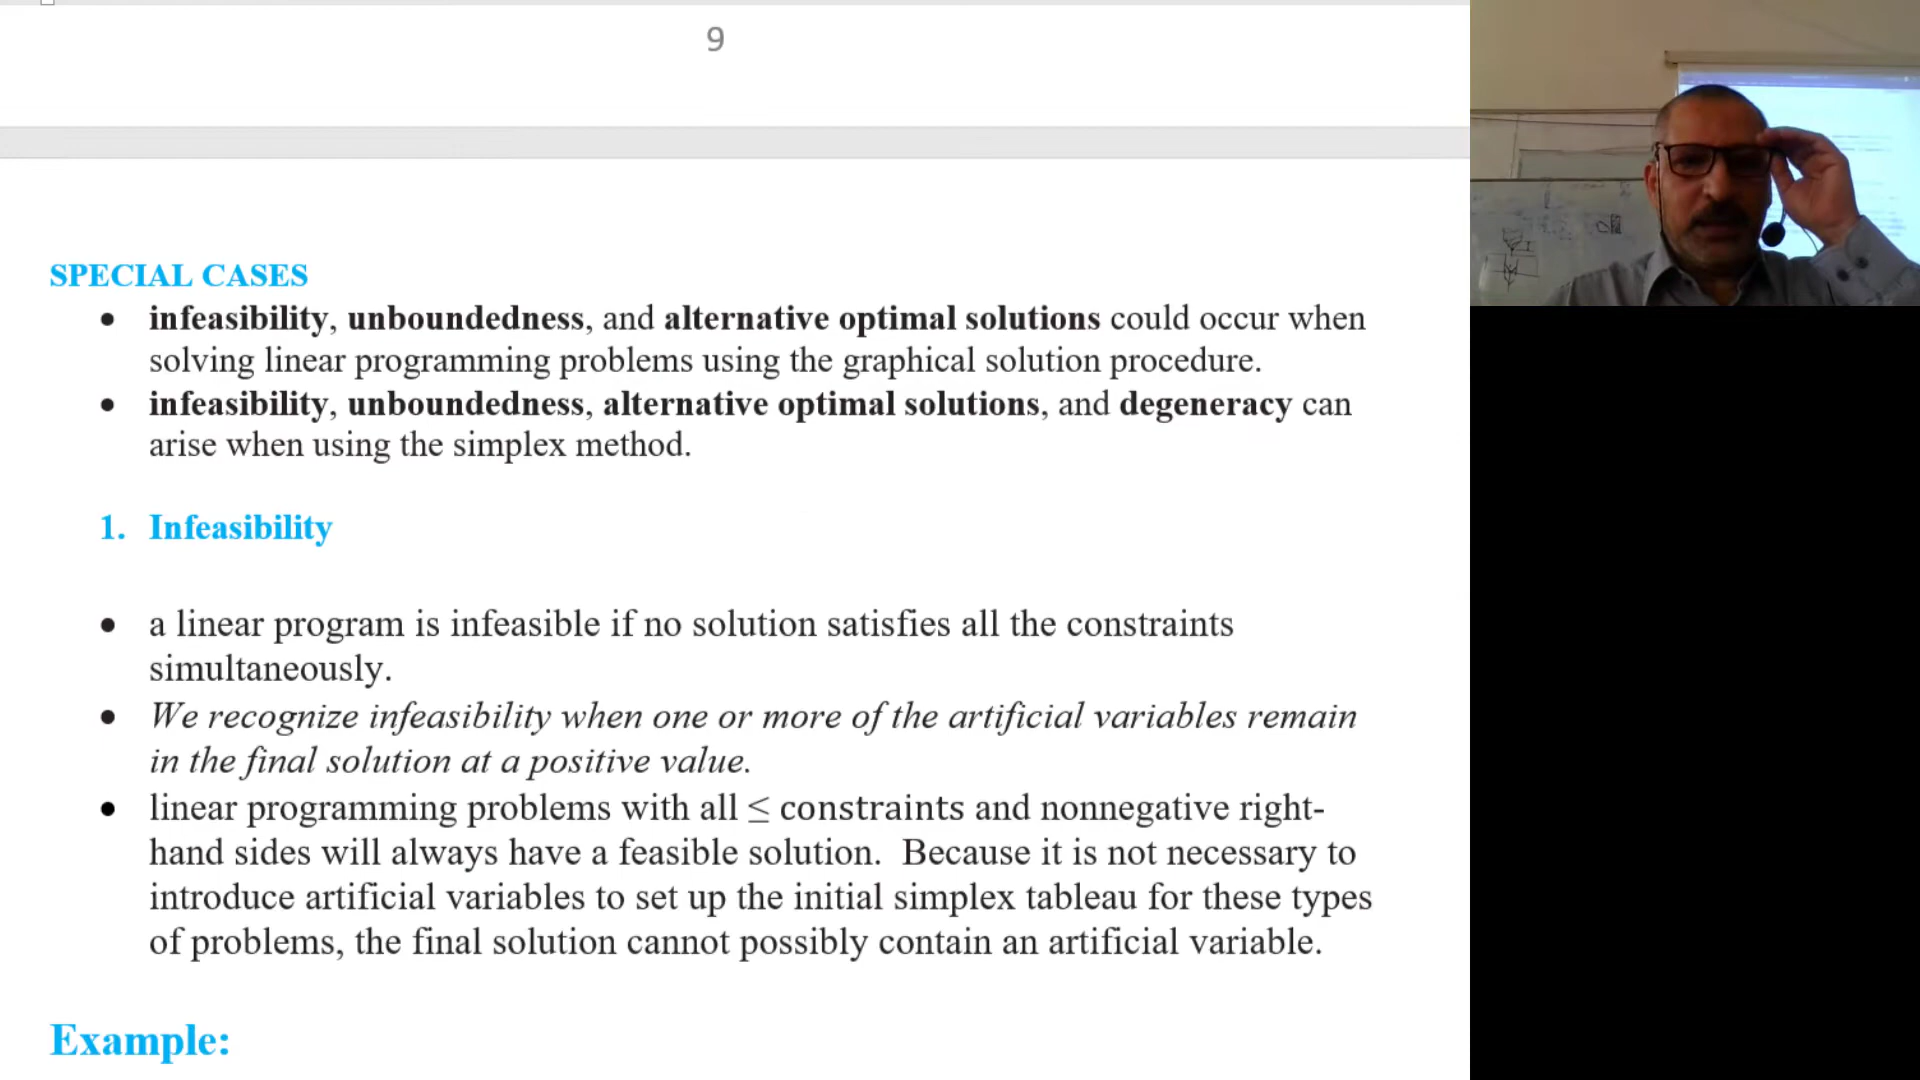 9
SPECIAL CASES
• infeasibility, unboundedness, and alternative optimal solutions could occur when
solving linear programming problems using the graphical solution procedure.
• infeasibility, unboundedness, alternative optimal solutions, and degeneracy can
arise when using the simplex method.
1. Infeasibility
• a linear program is infeasible if no solution satisfies all the constraints
simultaneously.
• We recognize infeasibility when one or more of the artificial variables remain
in the final solution at a positive value.
• linear programming problems with all ≤ constraints and nonnegative right-
hand sides will always have a feasible solution.  Because it is not necessary to
introduce artificial variables to set up the initial simplex tableau for these types
of problems, the final solution cannot possibly contain an artificial variable.
Example: